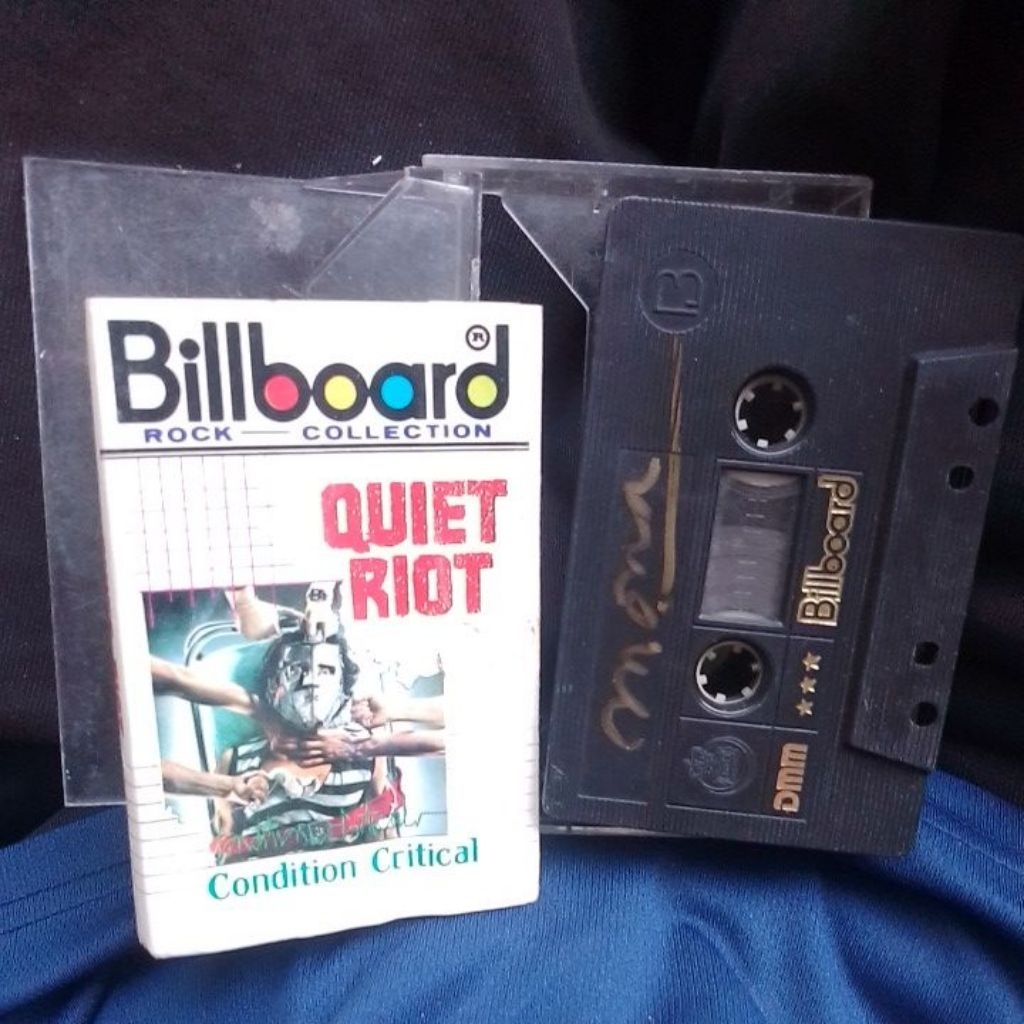 Billboard ®
ROCK — COLLECTION
QUIET
RIOT
Condition Critical
B
Billboard
DMM